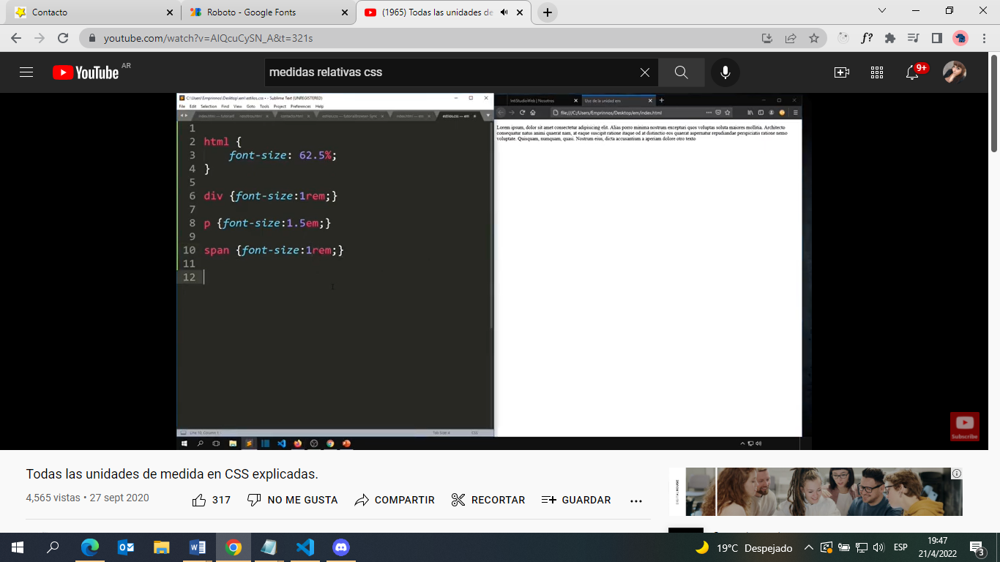 Contacto
Roboto - Google Fonts
(1965) Todas las unidades de
youtube.com/watch?v=AIQcuCySN_A&t=321s
YouTube AR
medidas relativas css
9+
C:\Users\Emprinnos\Desktop\em\estilos.css • - Sublime Text (UNREGISTERED)
File Edit Selection Find View Goto Tools Project Preferences Help
estilos.css — em
1
2 html {
3 font-size: 62.5%;
4 }
5
6 div {font-size:1rem;}
7
8 p {font-size:1.5em;}
9
10 span {font-size:1rem;}
11
12
Line 10, Column 1
Tab Size: 4
CSS
IntiStudioWeb | Nosotros
Uso de la unidad em
file:///C:/Users/Emprinnos/Desktop/em/index.html
Lorem ipsum, dolor sit amet consectetur adipisicing elit. Alias porro minima nostrum excepturi quos voluptas soluta maiores mollitia. Architecto
consequatur natus animi quaerat nam, at eaque suscipit ratione itaque od at distinctio eos quaerat aspernatur repudiandae perspiciatis ratione nemo
voluptate. Quisquam, numquam, quasi. Nostrum eius, dicta accusantium a aperiam dolore otro texto
Subscribe
Todas las unidades de medida en CSS explicadas.
4,565 vistas • 27 sept 2020
317
NO ME GUSTA
COMPARTIR
RECORTAR
GUARDAR
19°C Despejado
ESP
19:47
21/4/2022
3